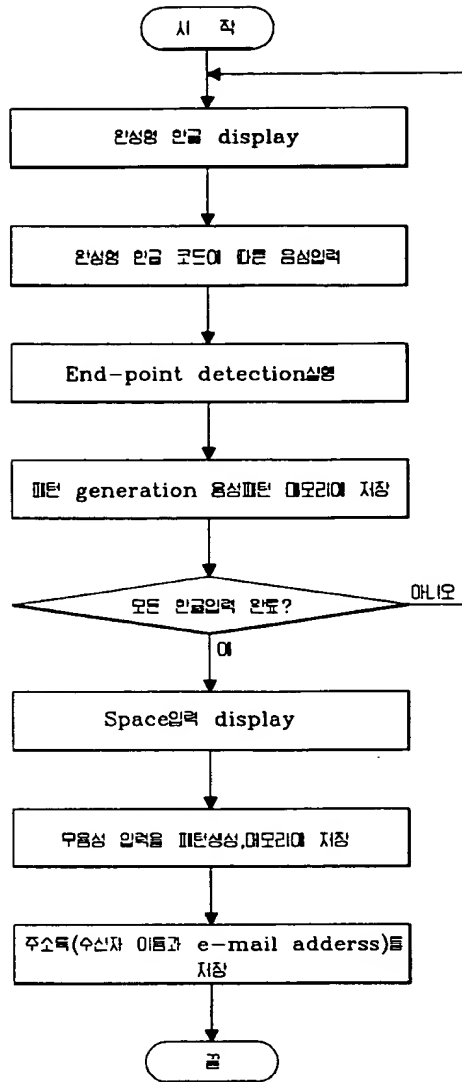 시 작
완성형 한글 display
완성형 한글 코드에 따른 음성입력
End-point detection실행
패턴 generation 음성패턴 메모리에 저장
모든 한글입력 완료?
아니오
예
Space입력 display
무음성 입력을 패턴생성,메모리에 저장
주소록(수신자 이름과 e-mail adderss)를
저장
끝